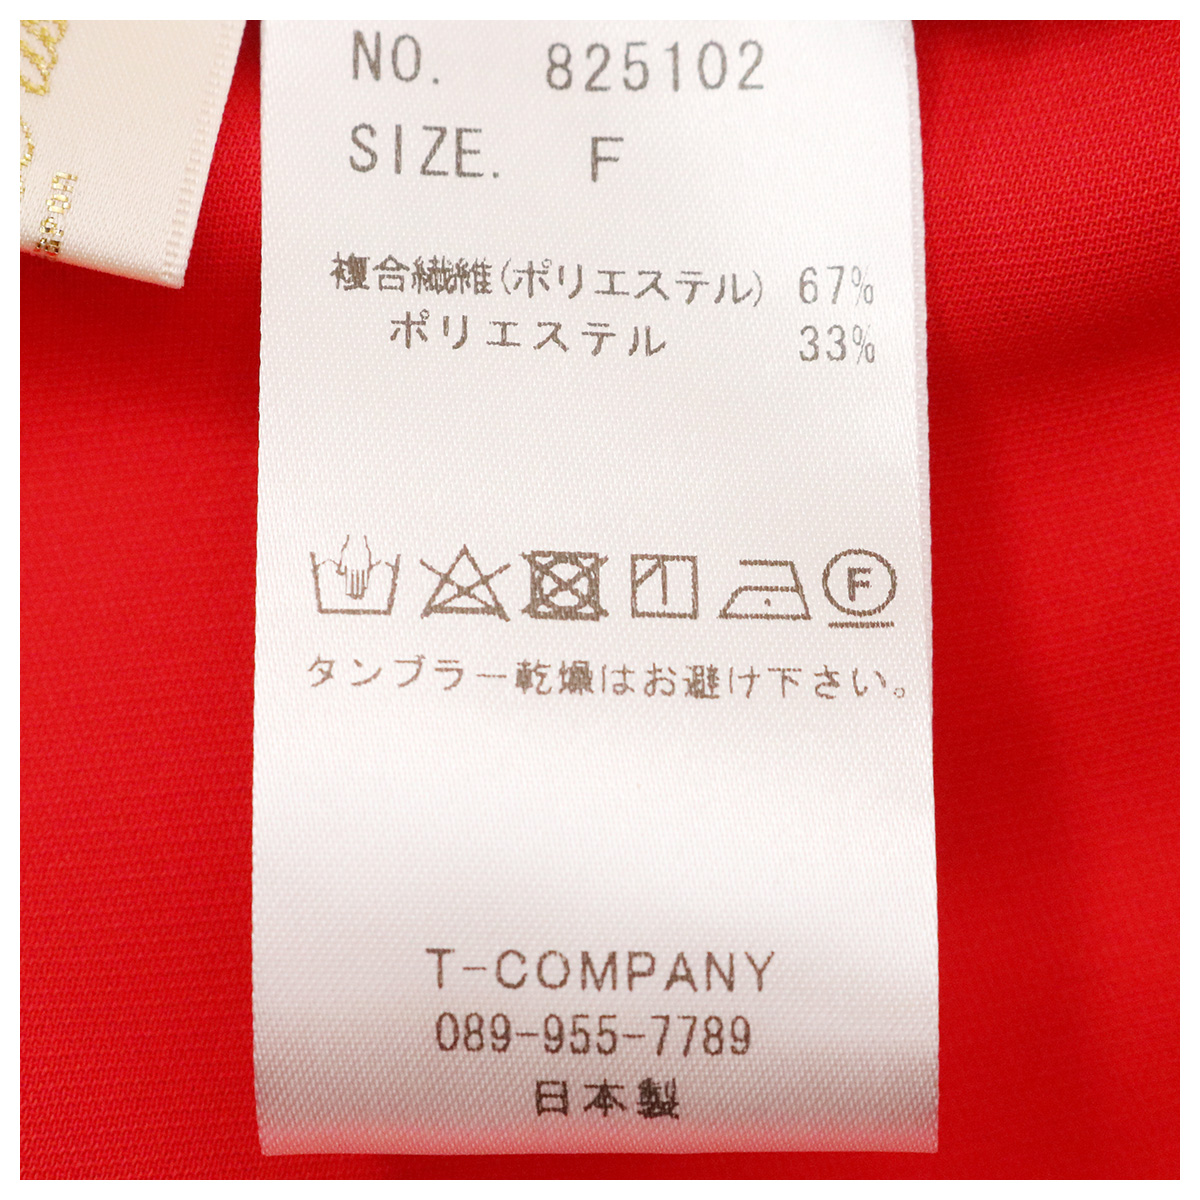 NO. 825102
SIZE. F
複合繊維(ポリエステル) 67%
ポリエステル 33%
F
タンブラー乾燥はお避け下さい。
T-COMPANY
089-955-7789
日本製